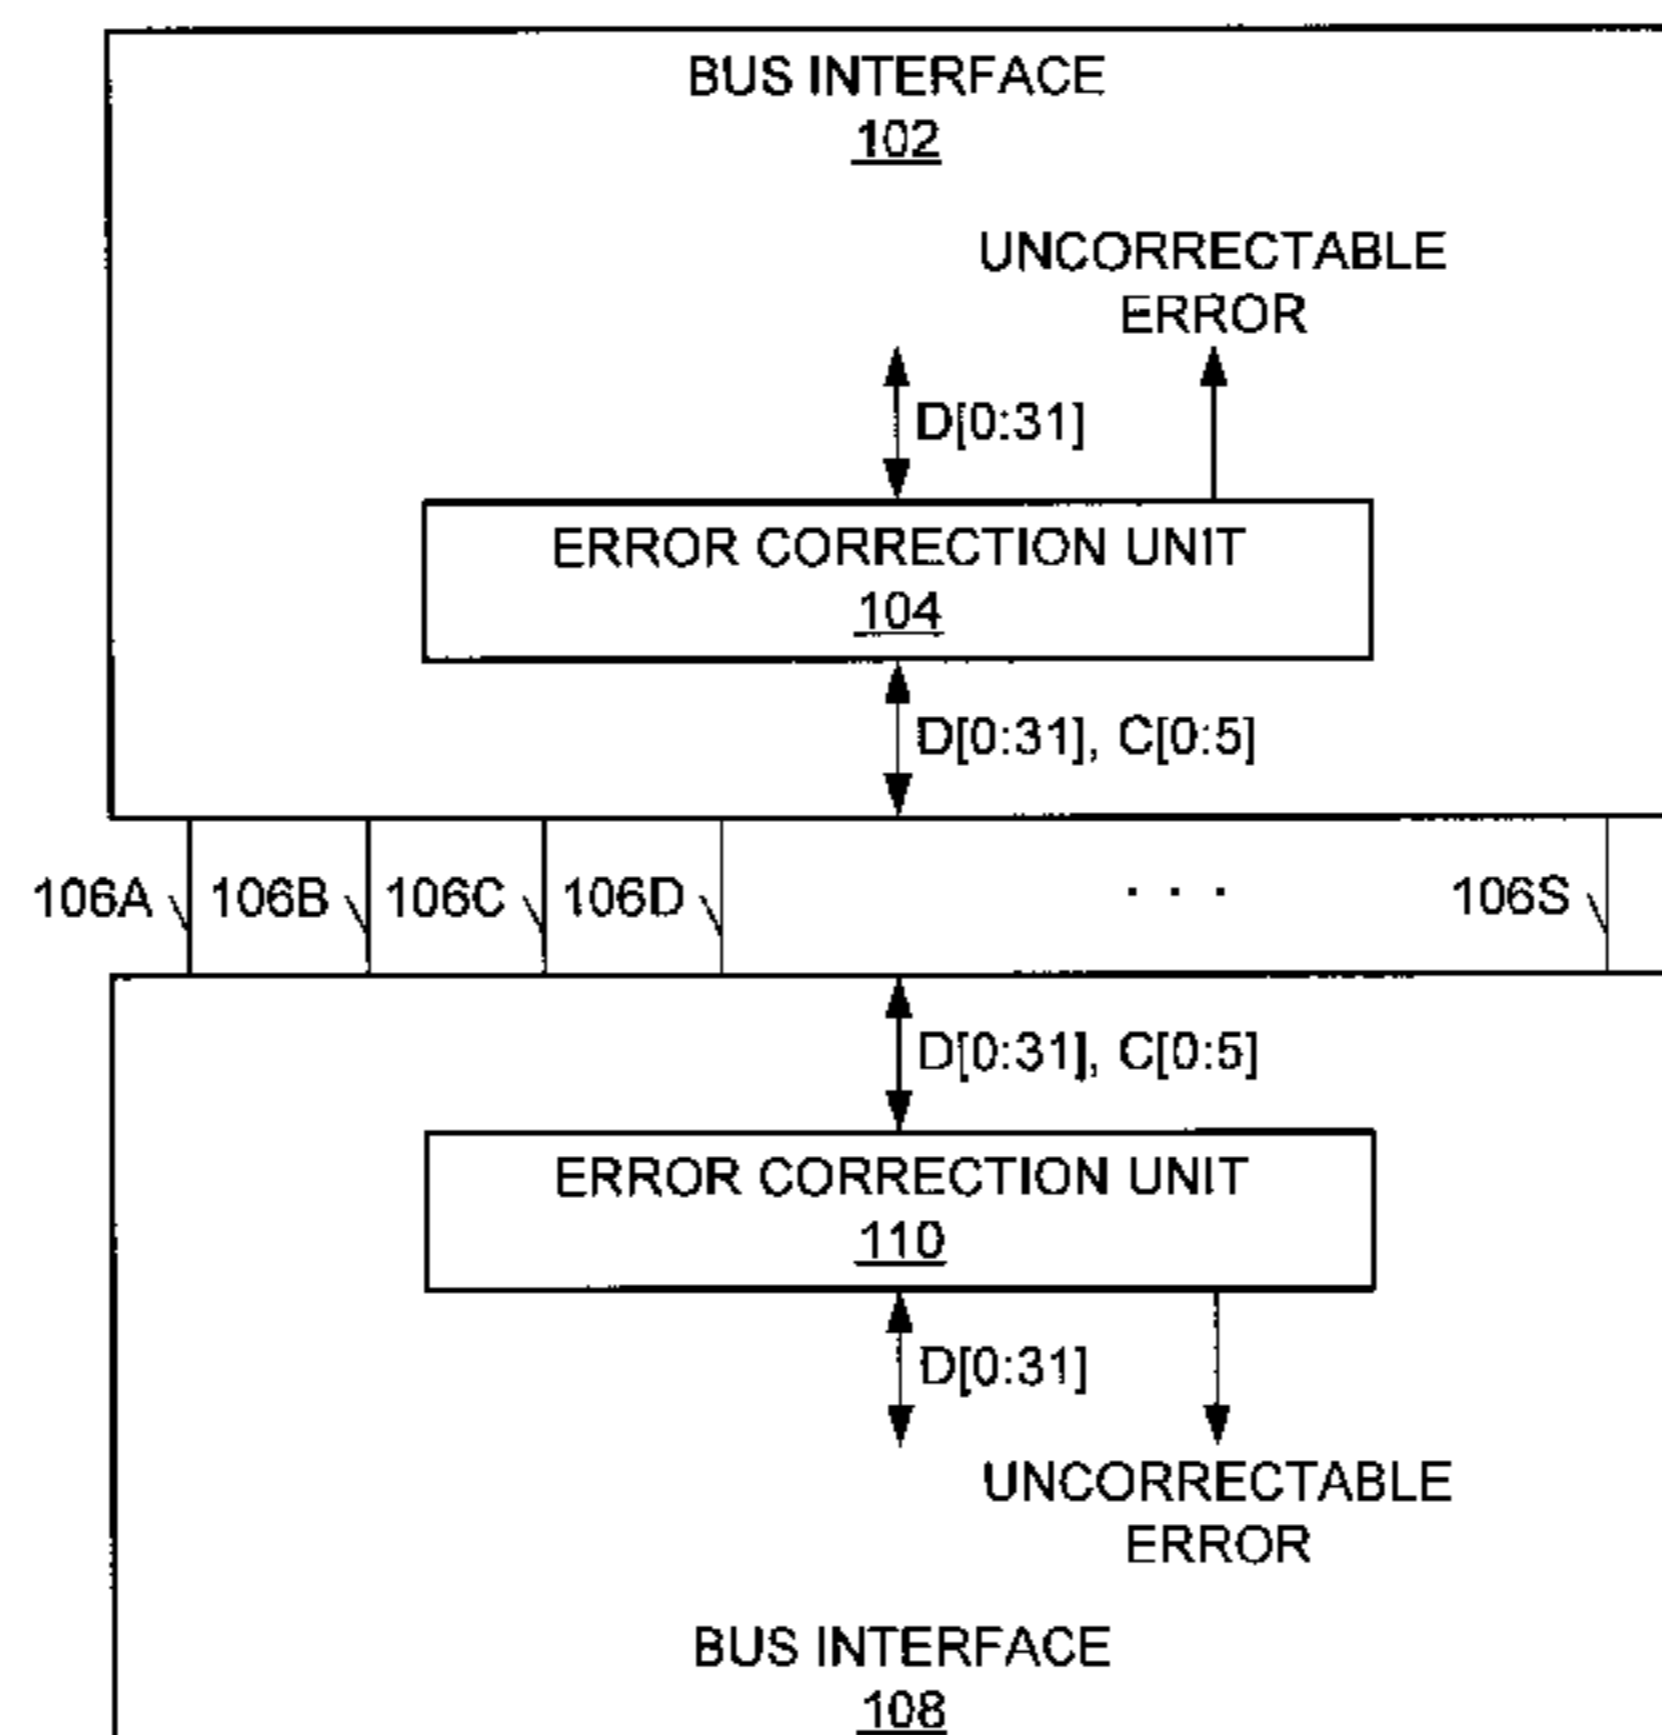 BUS INTERFACE
102
UNCORRECTABLE
ERROR
D[0:31]
ERROR CORRECTION UNIT
104
D[0:31], C[0:5]
106A 106B 106C 106D . . . 106S
D[0:31], C[0:5]
ERROR CORRECTION UNIT
110
D[0:31]
UNCORRECTABLE
ERROR
BUS INTERFACE
108